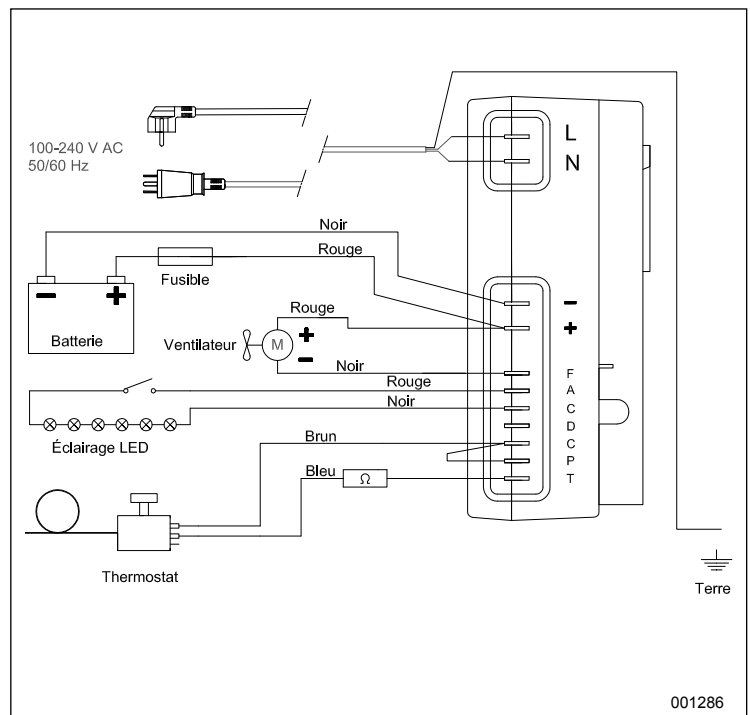 100-240 V AC
50/60 Hz
L
N
Noir
Rouge
Fusible
Batterie
Rouge
Ventilateur
M
Noir
Rouge
Noir
Éclairage LED
Brun
Bleu
Ω
Thermostat
−
+
−
+
+
−
F
A
C
D
C
P
T
Terre
001286